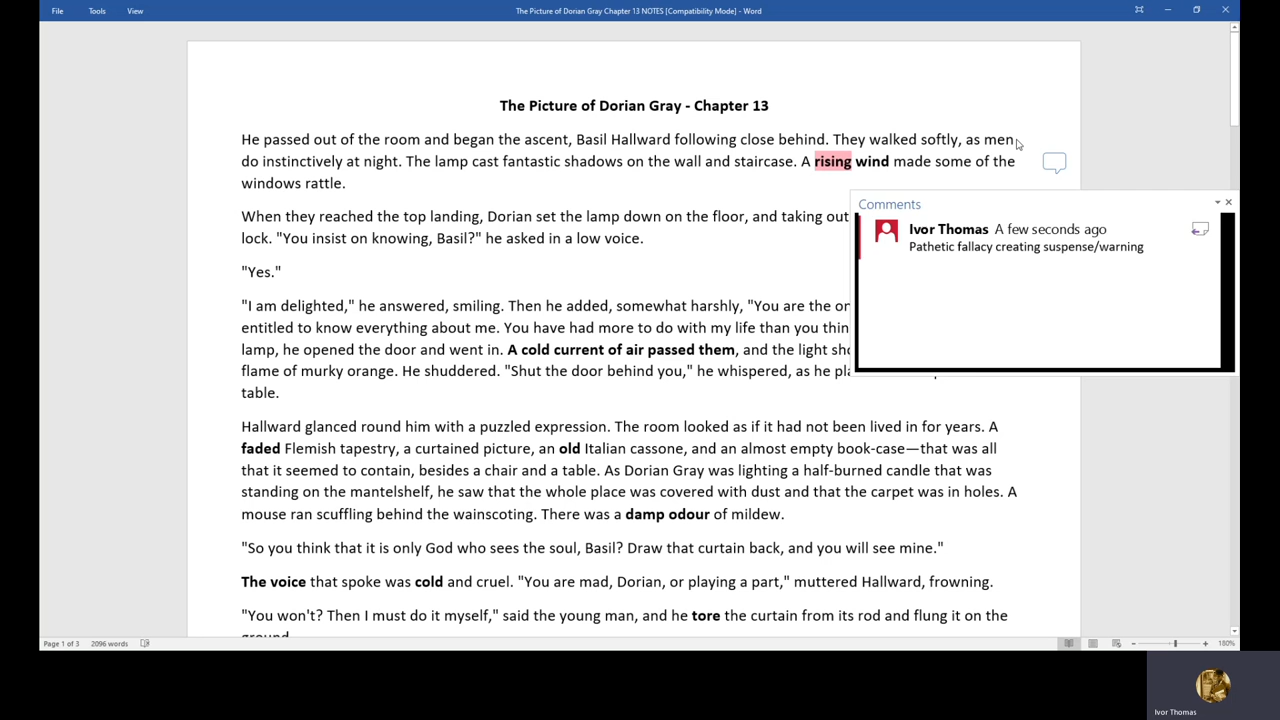 File Tools View The Picture of Dorian Gray Chapter 13 NOTES [Compatibility Mode] - Word
The Picture of Dorian Gray - Chapter 13
He passed out of the room and began the ascent, Basil Hallward following close behind. They walked softly, as men
do instinctively at night. The lamp cast fantastic shadows on the wall and staircase. A rising wind made some of the
windows rattle.
When they reached the top landing, Dorian set the lamp down on the floor, and taking out
lock. "You insist on knowing, Basil?" he asked in a low voice.
"Yes."
"I am delighted," he answered, smiling. Then he added, somewhat harshly, "You are the
entitled to know everything about me. You have had more to do with my life than you
lamp, he opened the door and went in. A cold current of air passed them, and the light
flame of murky orange. He shuddered. "Shut the door behind you," he whispered, as he
table.
Hallward glanced round him with a puzzled expression. The room looked as if it had not been lived in for years. A
faded Flemish tapestry, a curtained picture, an old Italian cassone, and an almost empty book-case—that was all
that it seemed to contain, besides a chair and a table. As Dorian Gray was lighting a half-burned candle that was
standing on the mantelshelf, he saw that the whole place was covered with dust and that the carpet was in holes. A
mouse ran scuffling behind the wainscoting. There was a damp odour of mildew.
"So you think that it is only God who sees the soul, Basil? Draw that curtain back, and you will see mine."
The voice that spoke was cold and cruel. "You are mad, Dorian, or playing a part," muttered Hallward, frowning.
"You won't? Then I must do it myself," said the young man, and he tore the curtain from its rod and flung it on the
ground.
Comments
Ivor Thomas A few seconds ago
Pathetic fallacy creating suspense/warning
Page 1 of 3 2096 words 180%
Ivor Thomas